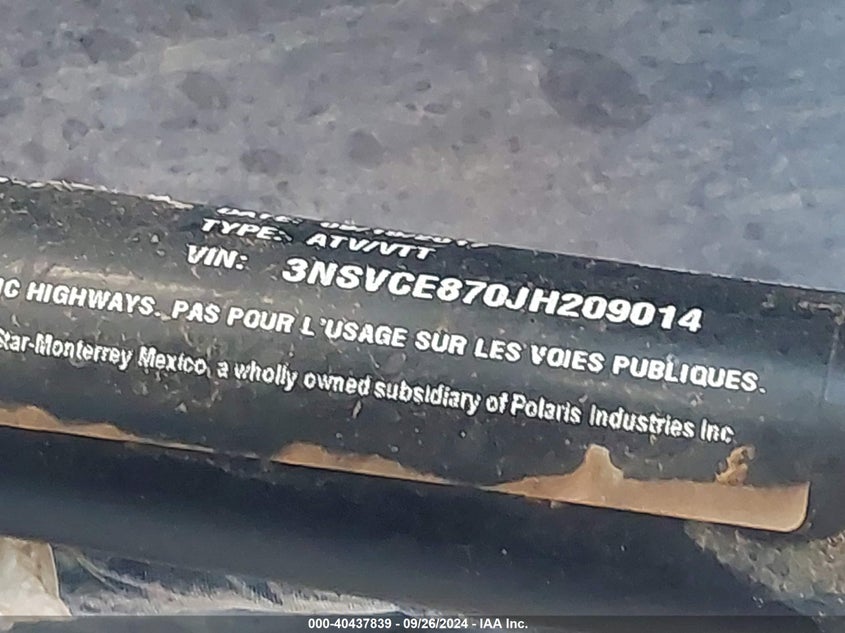 TYPE: ATV/VTT
VIN: 3NSVCE870JH209014
IC HIGHWAYS. PAS POUR L'USAGE SUR LES VOIES PUBLIQUES.
Star-Monterrey Mexico, a wholly owned subsidiary of Polaris Industries Inc
000-40437839 - 09/26/2024 - IAA Inc.